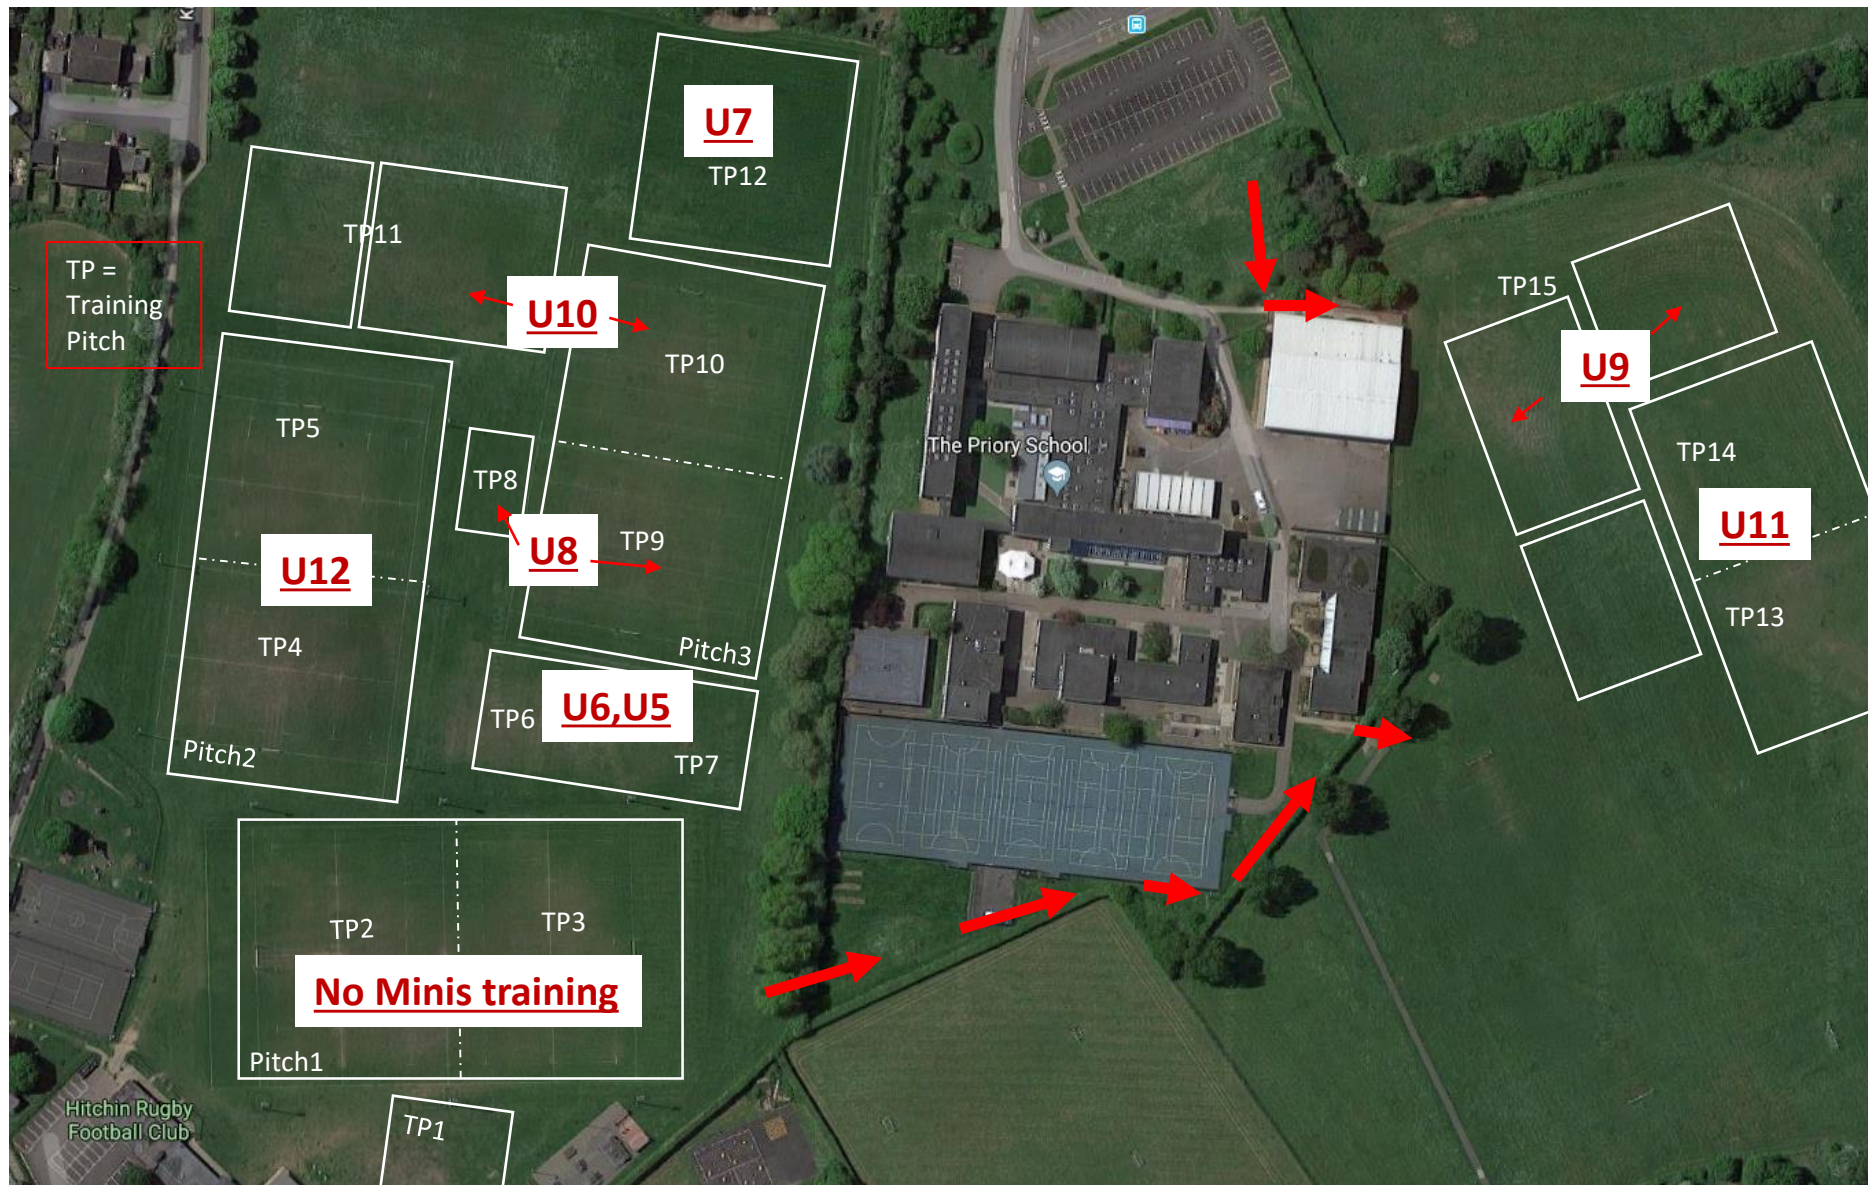 K
U7
TP12
TP11
TP =
Training
Pitch
U10
TP10
TP15
U9
TP5
TP8
The Priory School
TP14
U12
U8
TP9
U11
TP4
Pitch3
TP13
TP6
U6,U5
TP7
Pitch2
TP2
TP3
No Minis training
Pitch1
Hitchin Rugby
Football Club
TP1